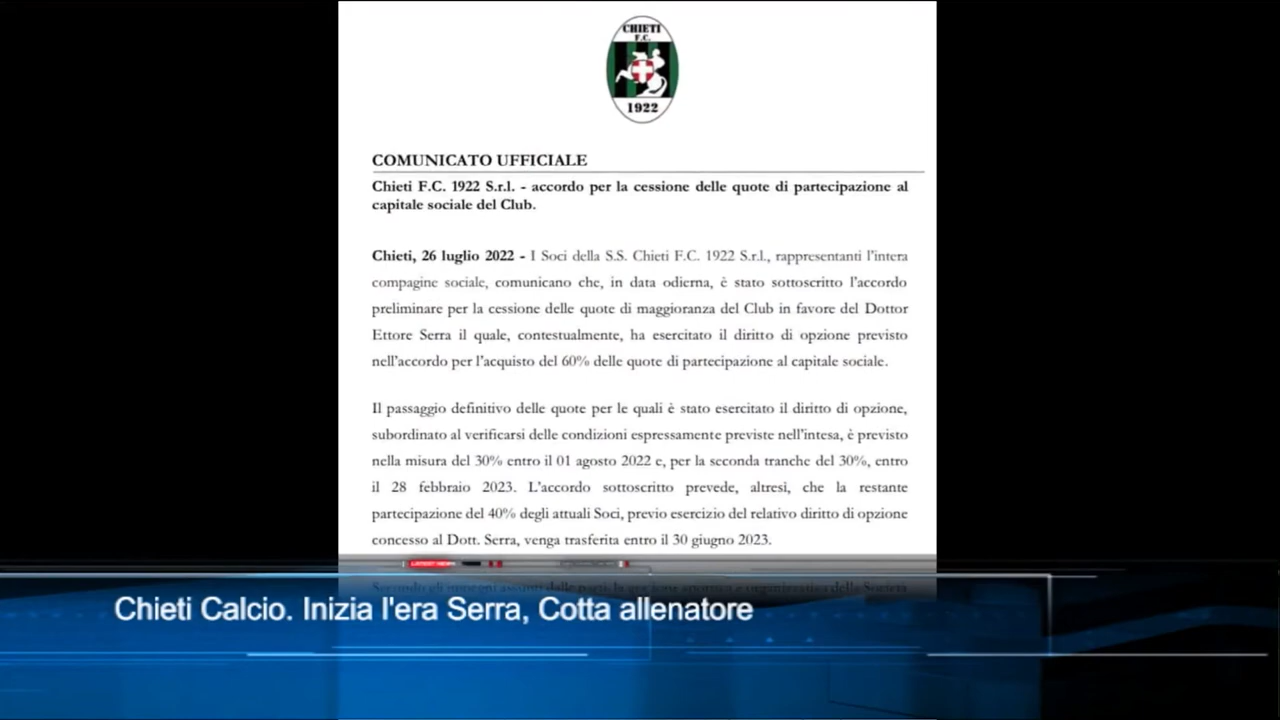 CHIETI
F.C.
1922
COMUNICATO UFFICIALE
Chieti F.C. 1922 S.r.l. - accordo per la cessione delle quote di partecipazione al
capitale sociale del Club.
Chieti, 26 luglio 2022 - I Soci della S.S. Chieti F.C. 1922 S.r.l., rappresentanti l'intera
compagine sociale, comunicano che, in data odierna, è stato sottoscritto l'accordo
preliminare per la cessione delle quote di maggioranza del Club in favore del Dottor
Ettore Serra il quale, contestualmente, ha esercitato il diritto di opzione previsto
nell'accordo per l'acquisto del 60% delle quote di partecipazione al capitale sociale.
Il passaggio definitivo delle quote per le quali è stato esercitato il diritto di opzione,
subordinato al verificarsi delle condizioni espressamente previste nell'intesa, è previsto
nella misura del 30% entro il 01 agosto 2022 e, per la seconda tranche del 30%, entro
il 28 febbraio 2023. L'accordo sottoscritto prevede, altresì, che la restante
partecipazione del 40% degli attuali Soci, previo esercizio del relativo diritto di opzione
concesso al Dott. Serra, venga trasferita entro il 30 giugno 2023.
LATEST NEWS
Chieti Calcio. Inizia l'era Serra, Cotta allenatore